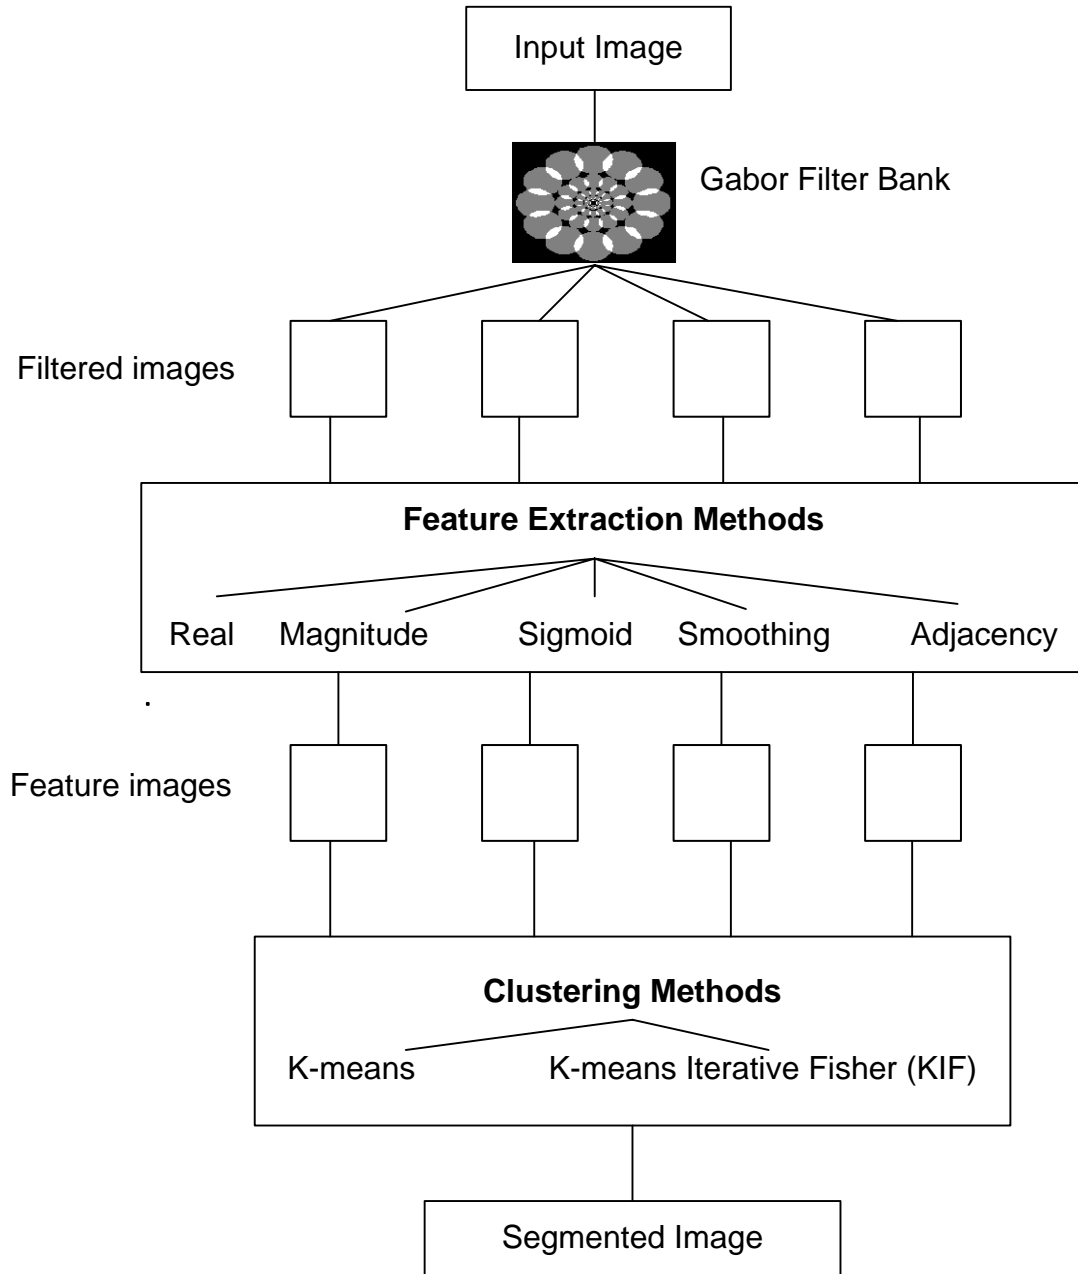 Input Image
Gabor Filter Bank
Filtered images
Feature Extraction Methods
Real Magnitude Sigmoid Smoothing Adjacency
.
Feature images
Clustering Methods
K-means K-means Iterative Fisher (KIF)
Segmented Image